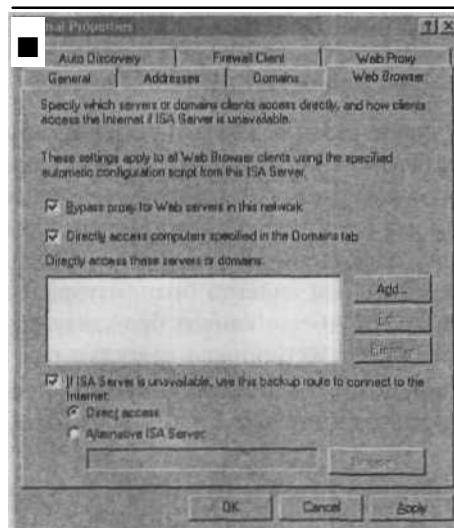 Properties
Auto Discovery Firewall Client Web Proxy
General Addresses Domains Web Browser
Specify which servers or domains clients access directly, and how clients
access the Internet if ISA Server is unavailable.
These settings apply to all Web Browser clients using the specified
automatic configuration script from this ISA Server.
Bypass proxy for Web servers in this network
Directly access computers specified in the Domains tab
Directly access these servers or domains:
Add...
If ISA Server is unavailable, use this backup route to connect to the
Internet:
Direct access
Alternative ISA Server:
OK Cancel Apply